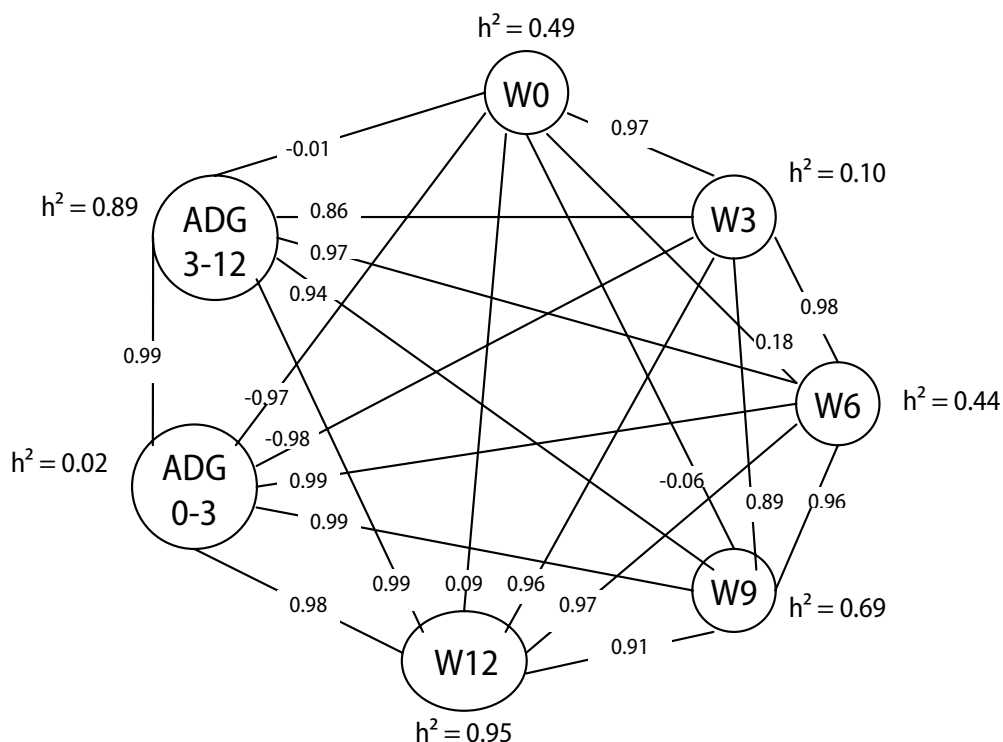 h² = 0.49
W0
0.97
-0.01
h² = 0.10
h² = 0.89
ADG
3-12
0.86
W3
0.97
0.94
0.98
0.99
0.18
-0.97
W6
h² = 0.44
-0.98
h² = 0.02
ADG
0-3
0.99
-0.06
0.89
0.96
0.99
0.99
0.09
0.96
0.97
W9
h² = 0.69
0.98
0.91
W12
h² = 0.95